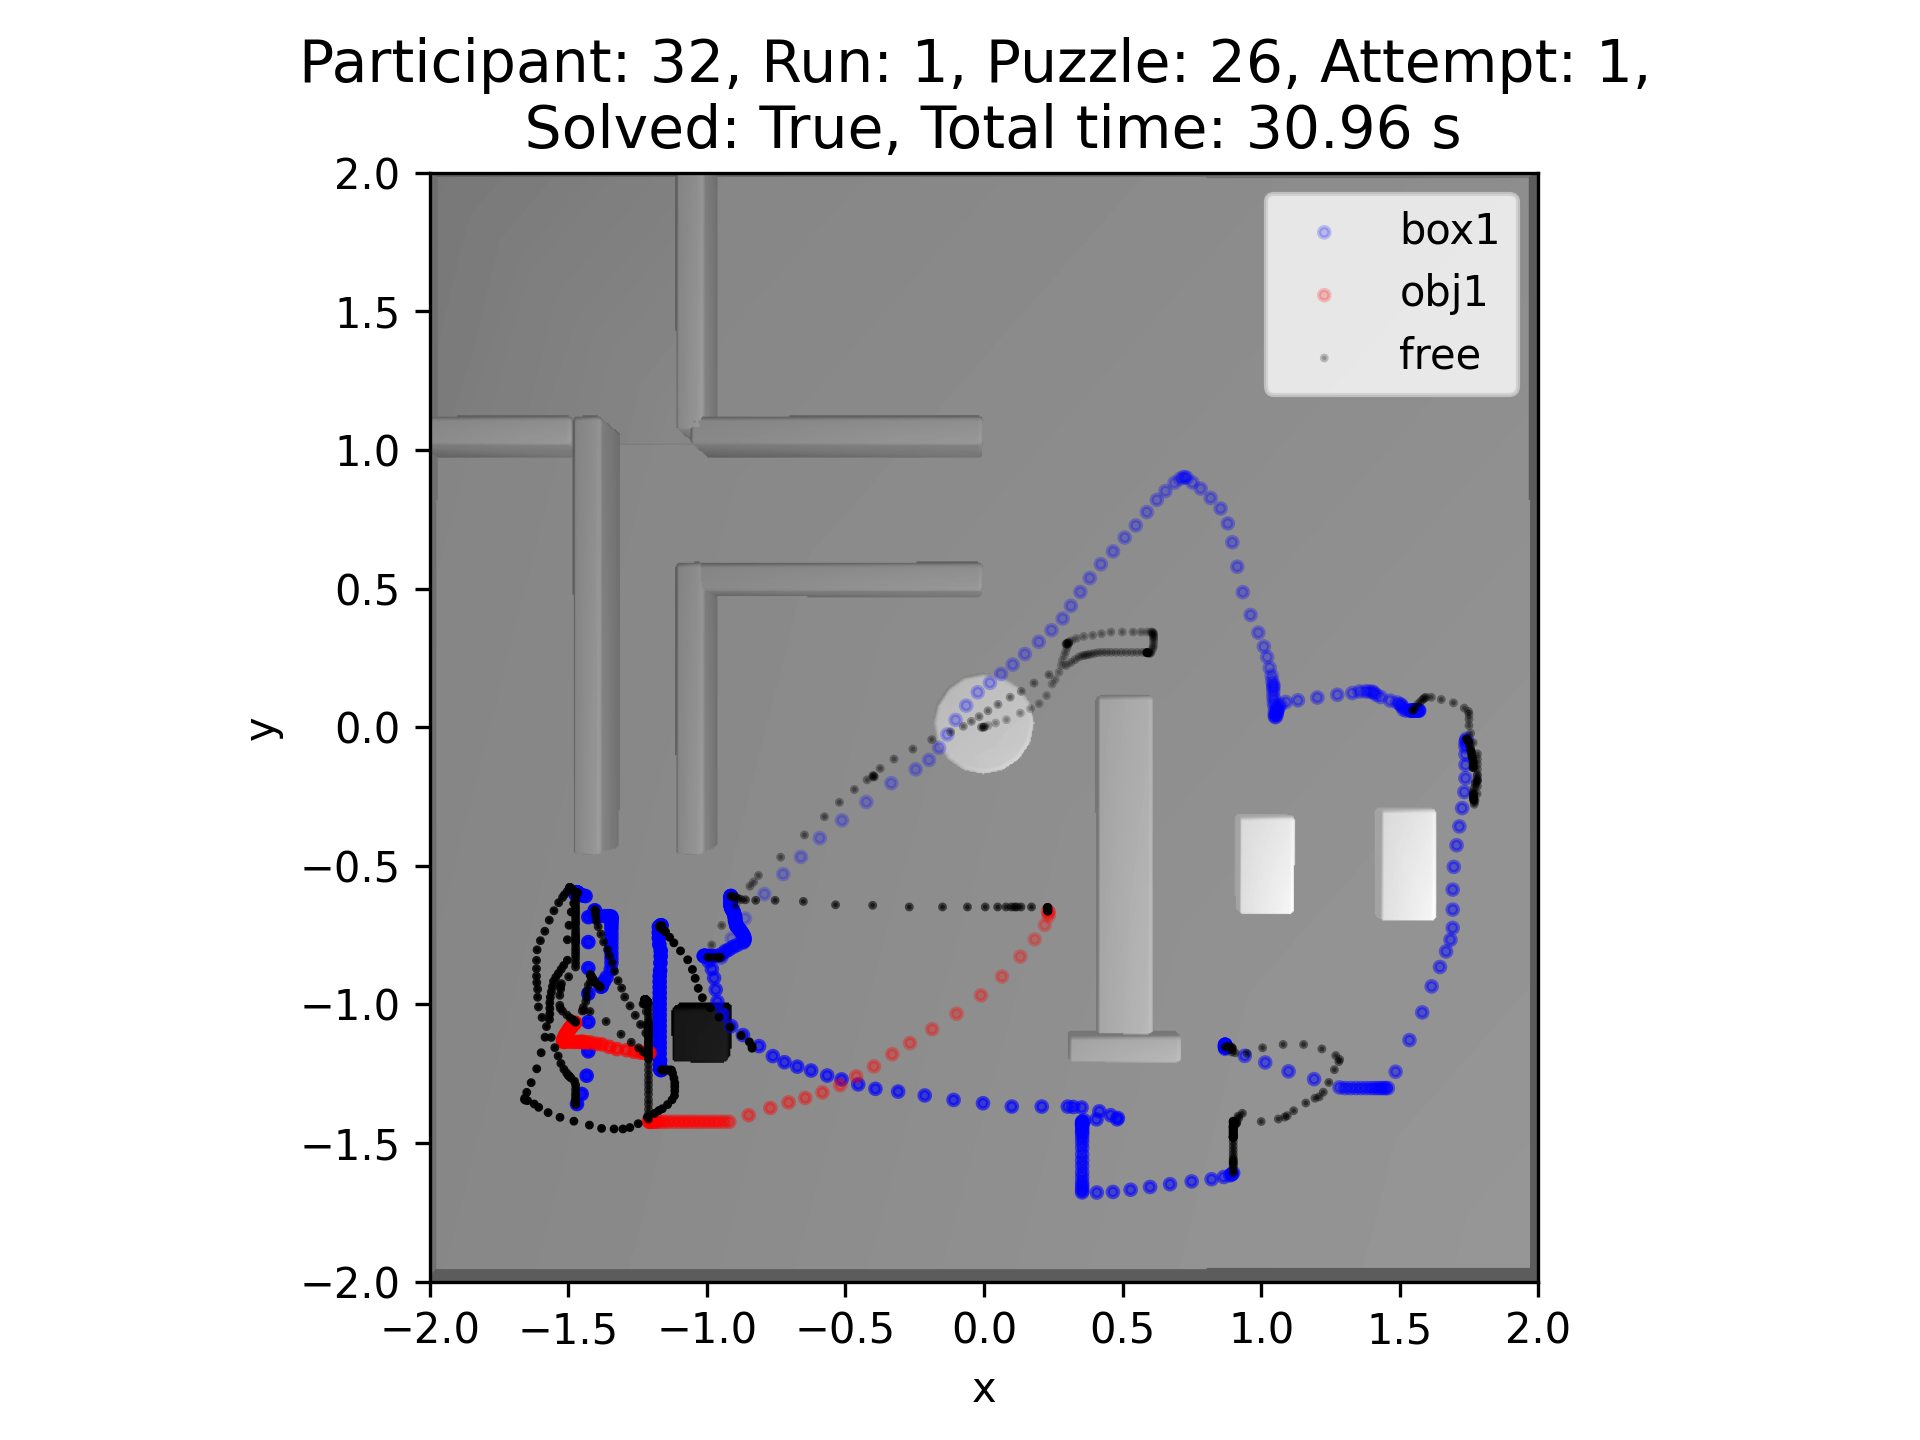 Participant: 32, Run: 1, Puzzle: 26, Attempt: 1,
Solved: True, Total time: 30.96 s
2.0
1.5
1.0
0.5
0.0
−0.5
−1.0
−1.5
−2.0
y
box1
obj1
free
−2.0 −1.5 −1.0 −0.5 0.0 0.5 1.0 1.5 2.0
x